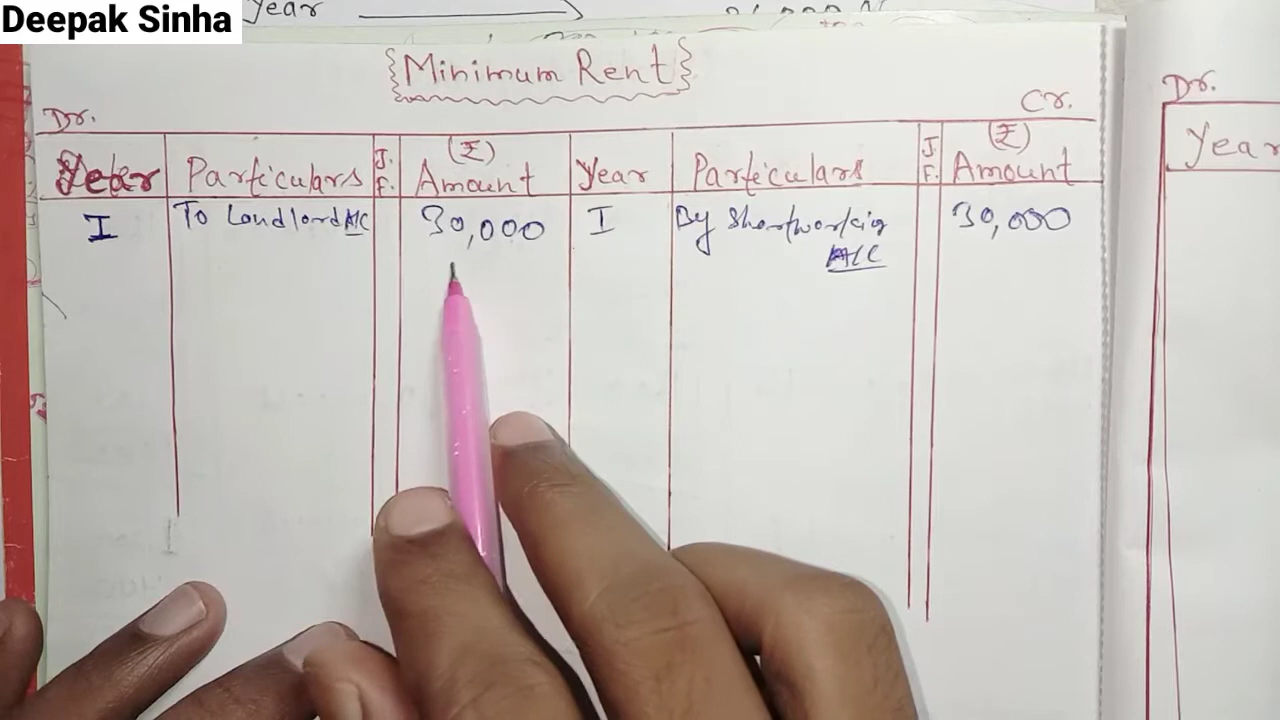 Deepak Sinha
year
Minimum Rent
Dr. Cr.
Year Particulars J.F. (₹) Amount Year Particulars J.F. (₹) Amount
I To Landlord A/C 30,000 I By Shortworking 30,000
A/C
Dr.
Year